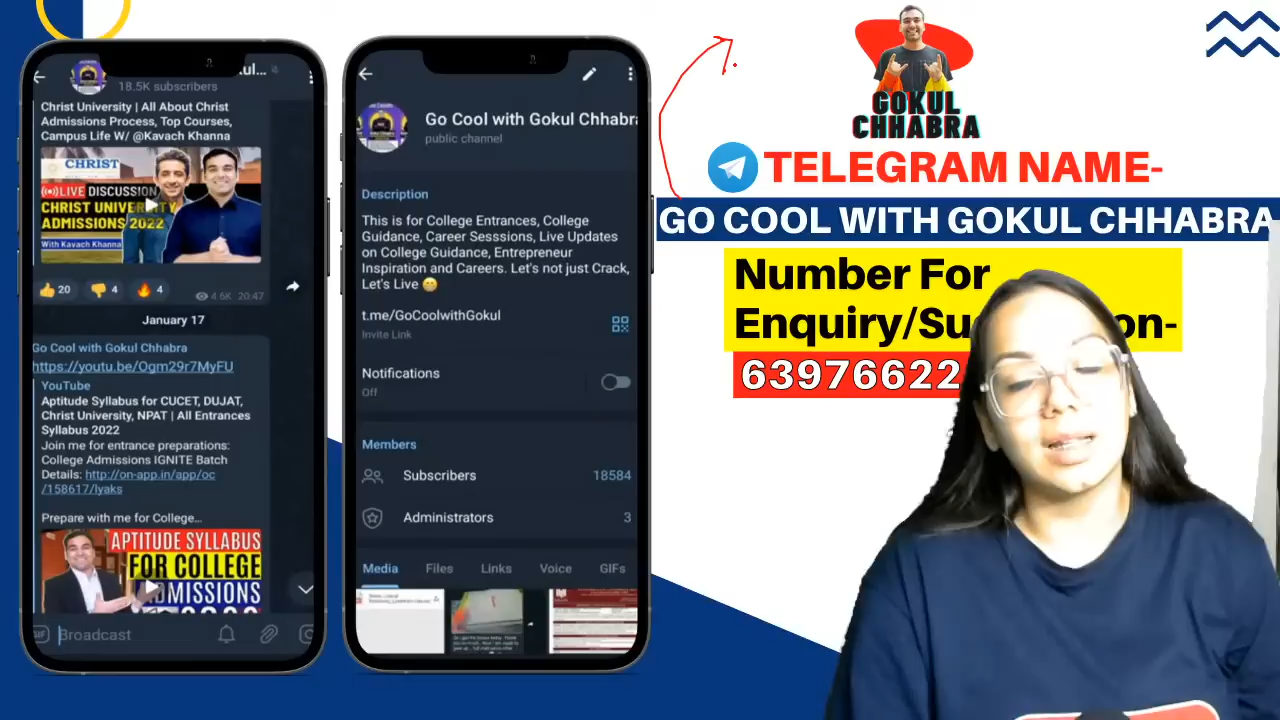 ul...
18.5K subscribers
Christ University | All About Christ
Admissions Process, Top Courses,
Campus Life W/ @Kavach Khanna
CHRIST
LIVE DISCUSSION
CHRIST UNIVERSITY
ADMISSIONS 2022
With Kavach Khanna
20 4 4
4.6K 20:47
January 17
Go Cool with Gokul Chhabra
https://youtu.be/Ogm29r7MyFU
YouTube
Aptitude Syllabus for CUCET, DUJAT,
Christ University, NPAT | All Entrances
Syllabus 2022
Join me for entrance preparations:
College Admissions IGNITE Batch
Details: http://on-app.in/app/oc
/158617/lyaks
Prepare with me for College...
APTITUDE SYLLABUS
FOR COLLEGE
ADMISSIONS
GIF Broadcast
Go Cool with Gokul Chhabra
public channel
Description
This is for College Entrances, College
Guidance, Career Sesssions, Live Updates
on College Guidance, Entrepreneur
Inspiration and Careers. Let's not just Crack,
Let's Live 😁
t.me/GoCoolwithGokul
Invite Link
Notifications
Off
Members
Subscribers 18584
Administrators 3
Media Files Links Voice GIFs
GOKUL
CHHABRA
TELEGRAM NAME-
GO COOL WITH GOKUL CHHABRA
Number For
Enquiry/Su on-
63976622